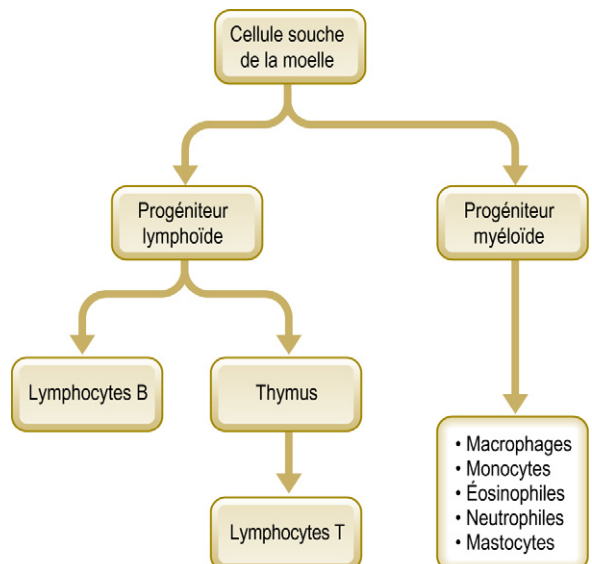 Cellule souche
de la moelle
Progéniteur
lymphoïde
Progéniteur
myéloïde
Lymphocytes B
Thymus
Lymphocytes T
• Macrophages
• Monocytes
• Éosinophiles
• Neutrophiles
• Mastocytes